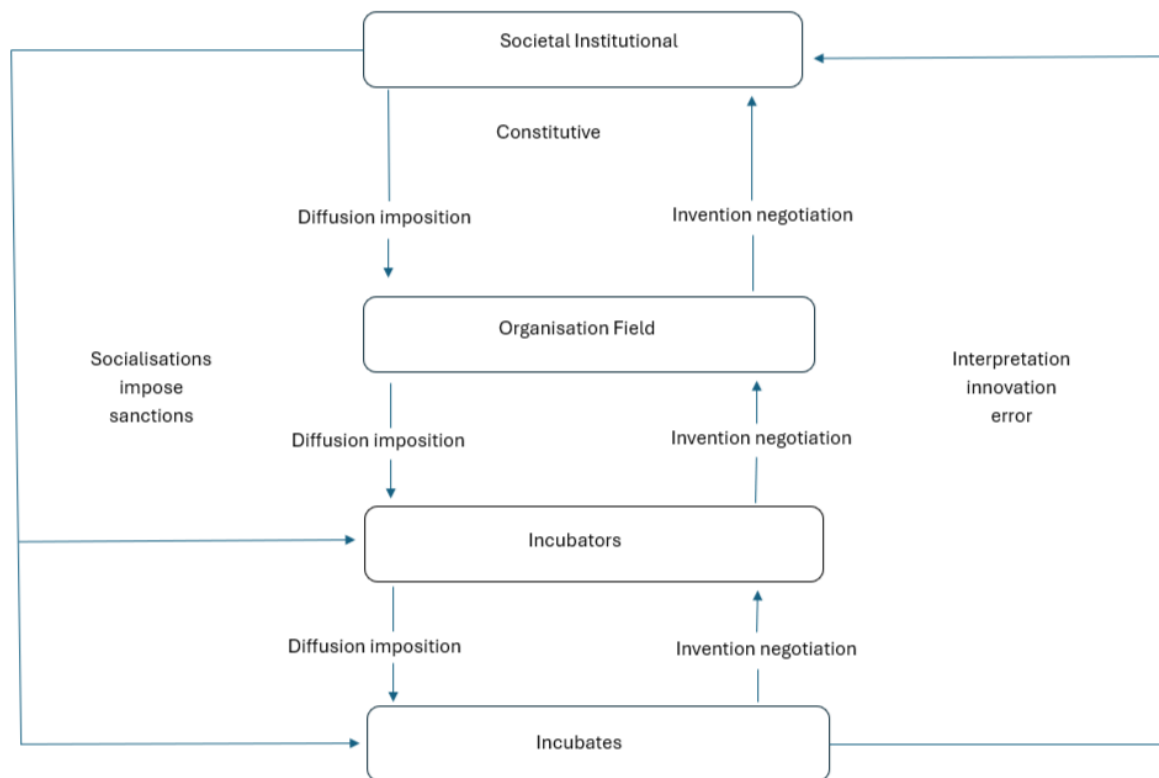 Societal Institutional
Constitutive
Diffusion imposition
Invention negotiation
Organisation Field
Socialisations
impose
sanctions
Interpretation
innovation
error
Diffusion imposition
Invention negotiation
Incubators
Diffusion imposition
Invention negotiation
Incubates